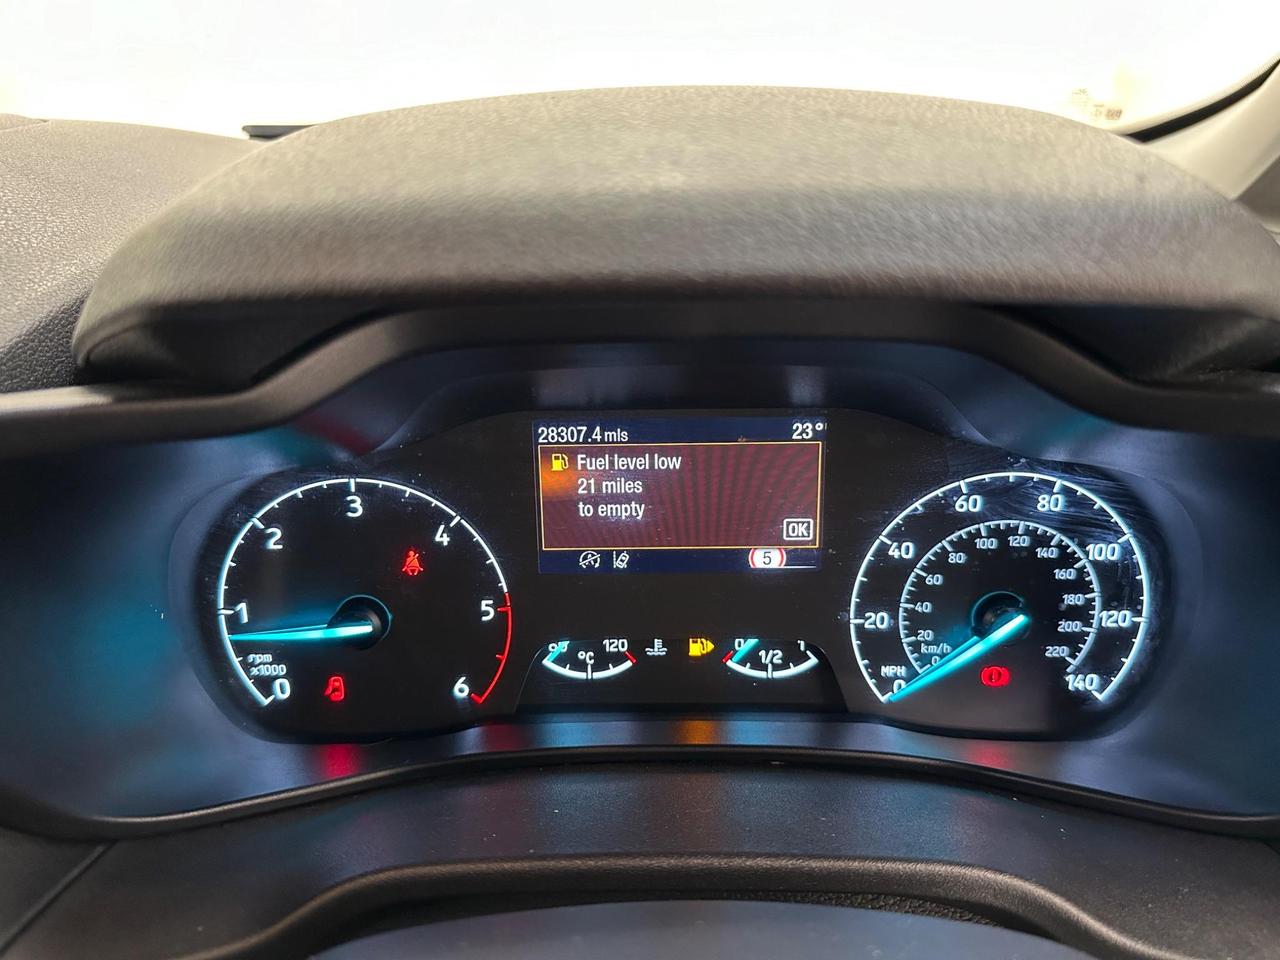 28307.4 mls 23°
Fuel level low
21 miles
to empty
OK
5
0 1 2 3 4 5 6
rpm
x1000
°C 120
0 1/2 1
0 20 40 60 80 100 120 140
MPH
0 20 40 60 80 100 120 140 160 180 200 220
km/h